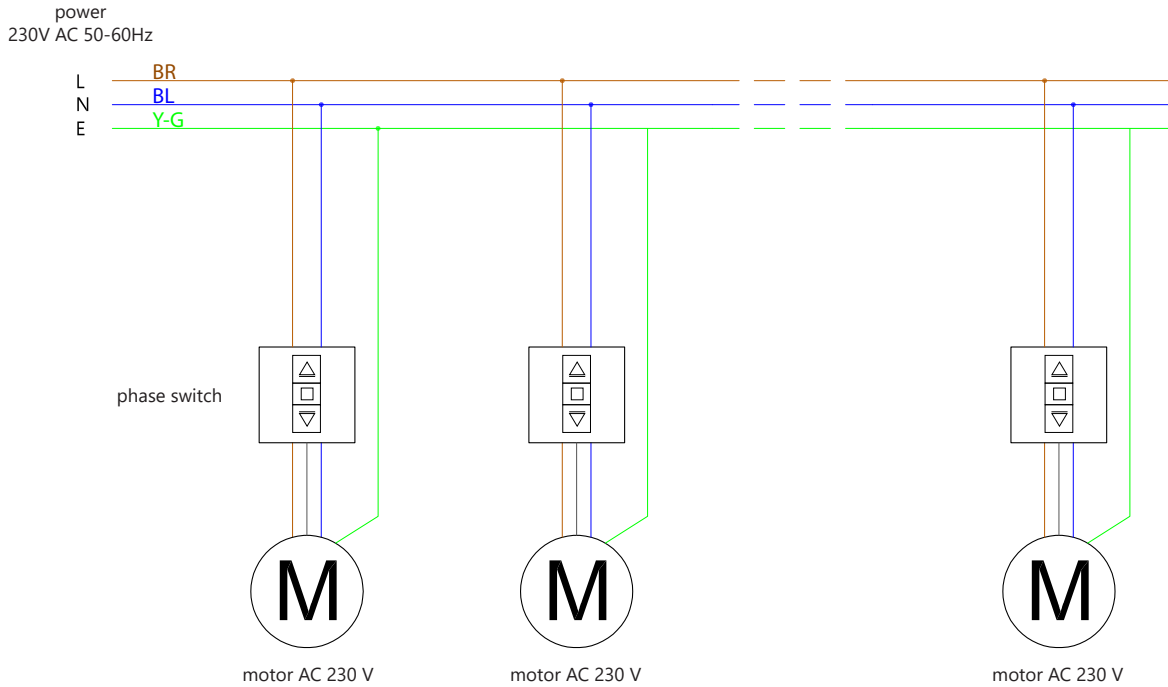 power
230V AC 50-60Hz
L
BR
N
BL
E
Y-G
phase switch
M
M
M
motor AC 230 V
motor AC 230 V
motor AC 230 V